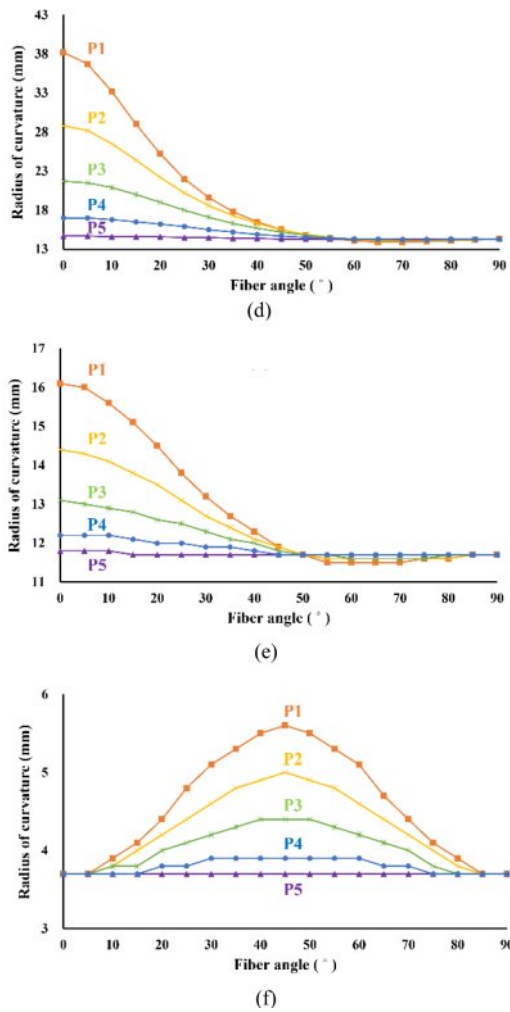 43
38
33
28
23
18
13
Radius of curvature (mm)
P1
P2
P3
P4
P5
0 10 20 30 40 50 60 70 80 90
Fiber angle ( ° )
(d)
17
16
15
14
13
12
11
Radius of curvature (mm)
P1
P2
P3
P4
P5
0 10 20 30 40 50 60 70 80 90
Fiber angle ( ° )
(e)
6
5
4
3
Radius of curvature (mm)
P1
P2
P3
P4
P5
0 10 20 30 40 50 60 70 80 90
Fiber angle ( ° )
(f)